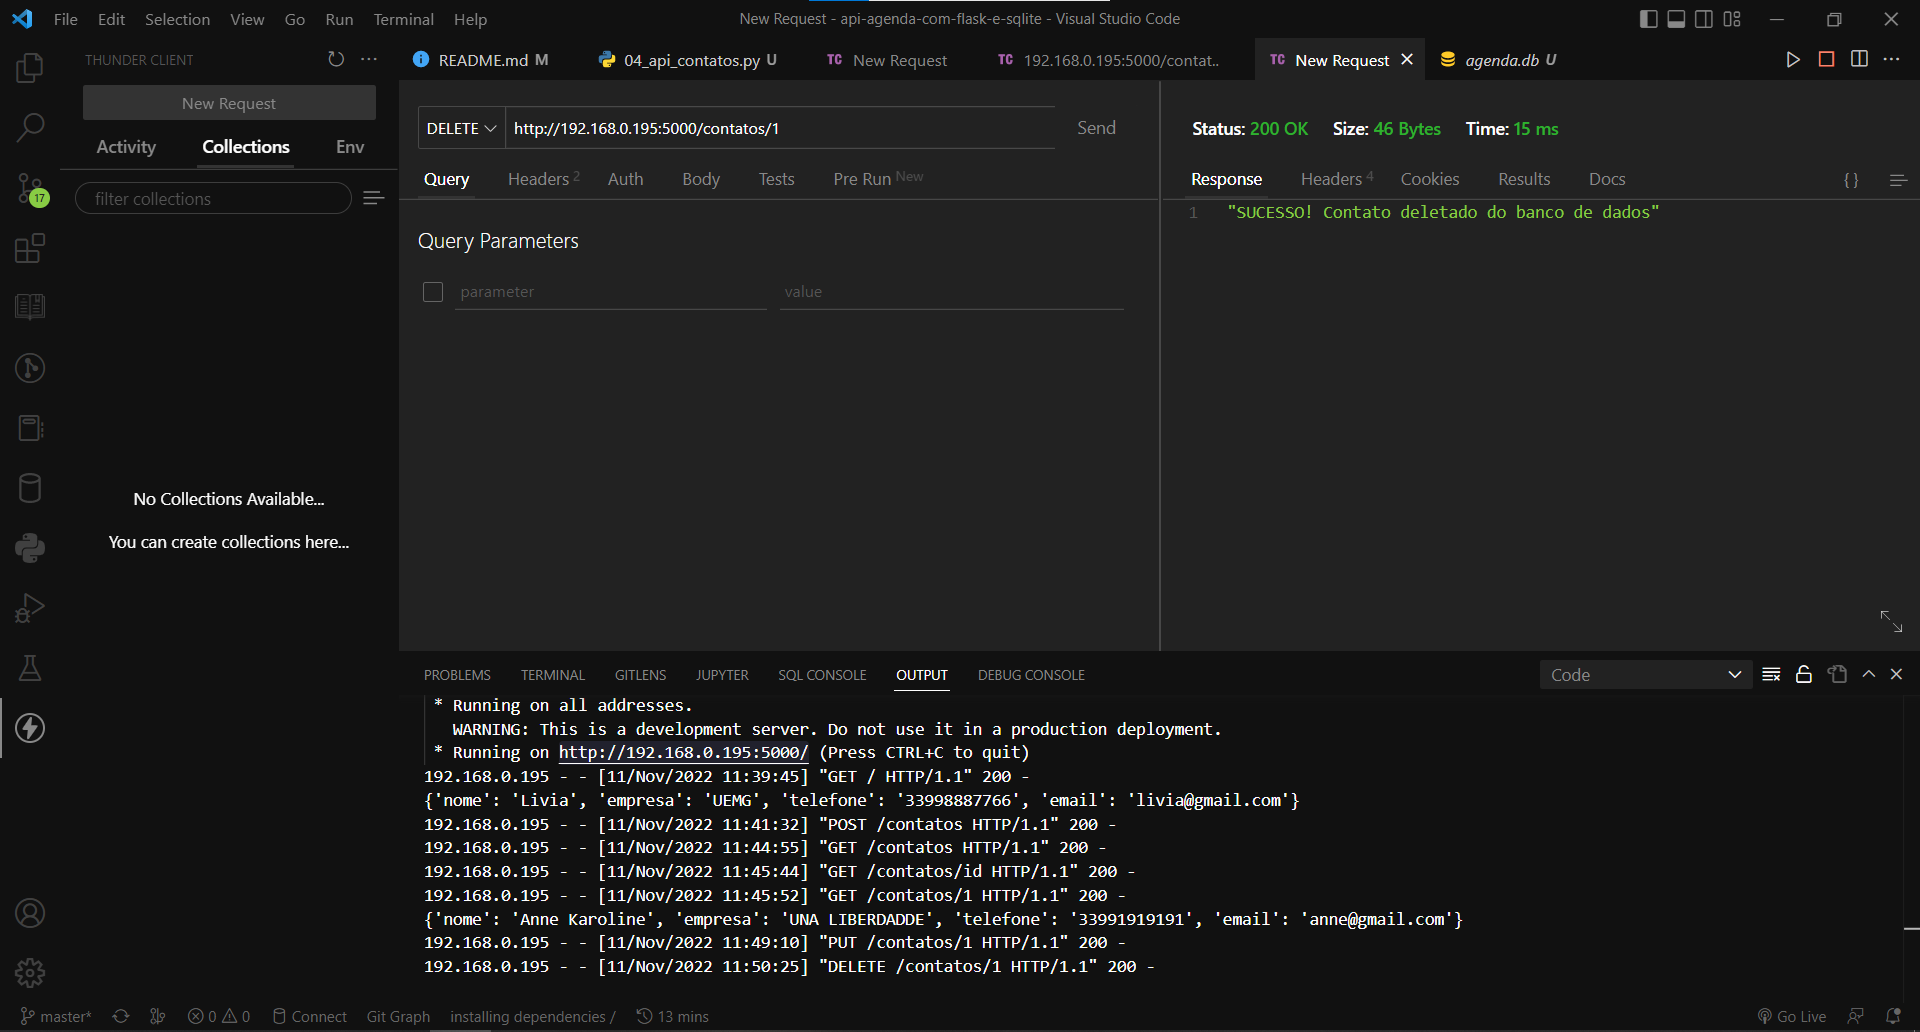 File Edit Selection View Go Run Terminal Help
New Request - api-agenda-com-flask-e-sqlite - Visual Studio Code
THUNDER CLIENT
New Request
Activity Collections Env
filter collections
No Collections Available...
You can create collections here...
17
README.md M
04_api_contatos.py U
TC New Request
TC 192.168.0.195:5000/contat..
TC New Request
agenda.db U
DELETE http://192.168.0.195:5000/contatos/1 Send
Query Headers 2 Auth Body Tests Pre Run New
Query Parameters
parameter value
Status: 200 OK Size: 46 Bytes Time: 15 ms
Response Headers 4 Cookies Results Docs { }
1 "SUCESSO! Contato deletado do banco de dados"
PROBLEMS TERMINAL GITLENS JUPYTER SQL CONSOLE OUTPUT DEBUG CONSOLE Code
* Running on all addresses.
WARNING: This is a development server. Do not use it in a production deployment.
* Running on http://192.168.0.195:5000/ (Press CTRL+C to quit)
192.168.0.195 - - [11/Nov/2022 11:39:45] "GET / HTTP/1.1" 200 -
{'nome': 'Livia', 'empresa': 'UEMG', 'telefone': '33998887766', 'email': 'livia@gmail.com'}
192.168.0.195 - - [11/Nov/2022 11:41:32] "POST /contatos HTTP/1.1" 200 -
192.168.0.195 - - [11/Nov/2022 11:44:55] "GET /contatos HTTP/1.1" 200 -
192.168.0.195 - - [11/Nov/2022 11:45:44] "GET /contatos/id HTTP/1.1" 200 -
192.168.0.195 - - [11/Nov/2022 11:45:52] "GET /contatos/1 HTTP/1.1" 200 -
{'nome': 'Anne Karoline', 'empresa': 'UNA LIBERDADDE', 'telefone': '33991919191', 'email': 'anne@gmail.com'}
192.168.0.195 - - [11/Nov/2022 11:49:10] "PUT /contatos/1 HTTP/1.1" 200 -
192.168.0.195 - - [11/Nov/2022 11:50:25] "DELETE /contatos/1 HTTP/1.1" 200 -
master* 0 0 Connect Git Graph installing dependencies / 13 mins Go Live